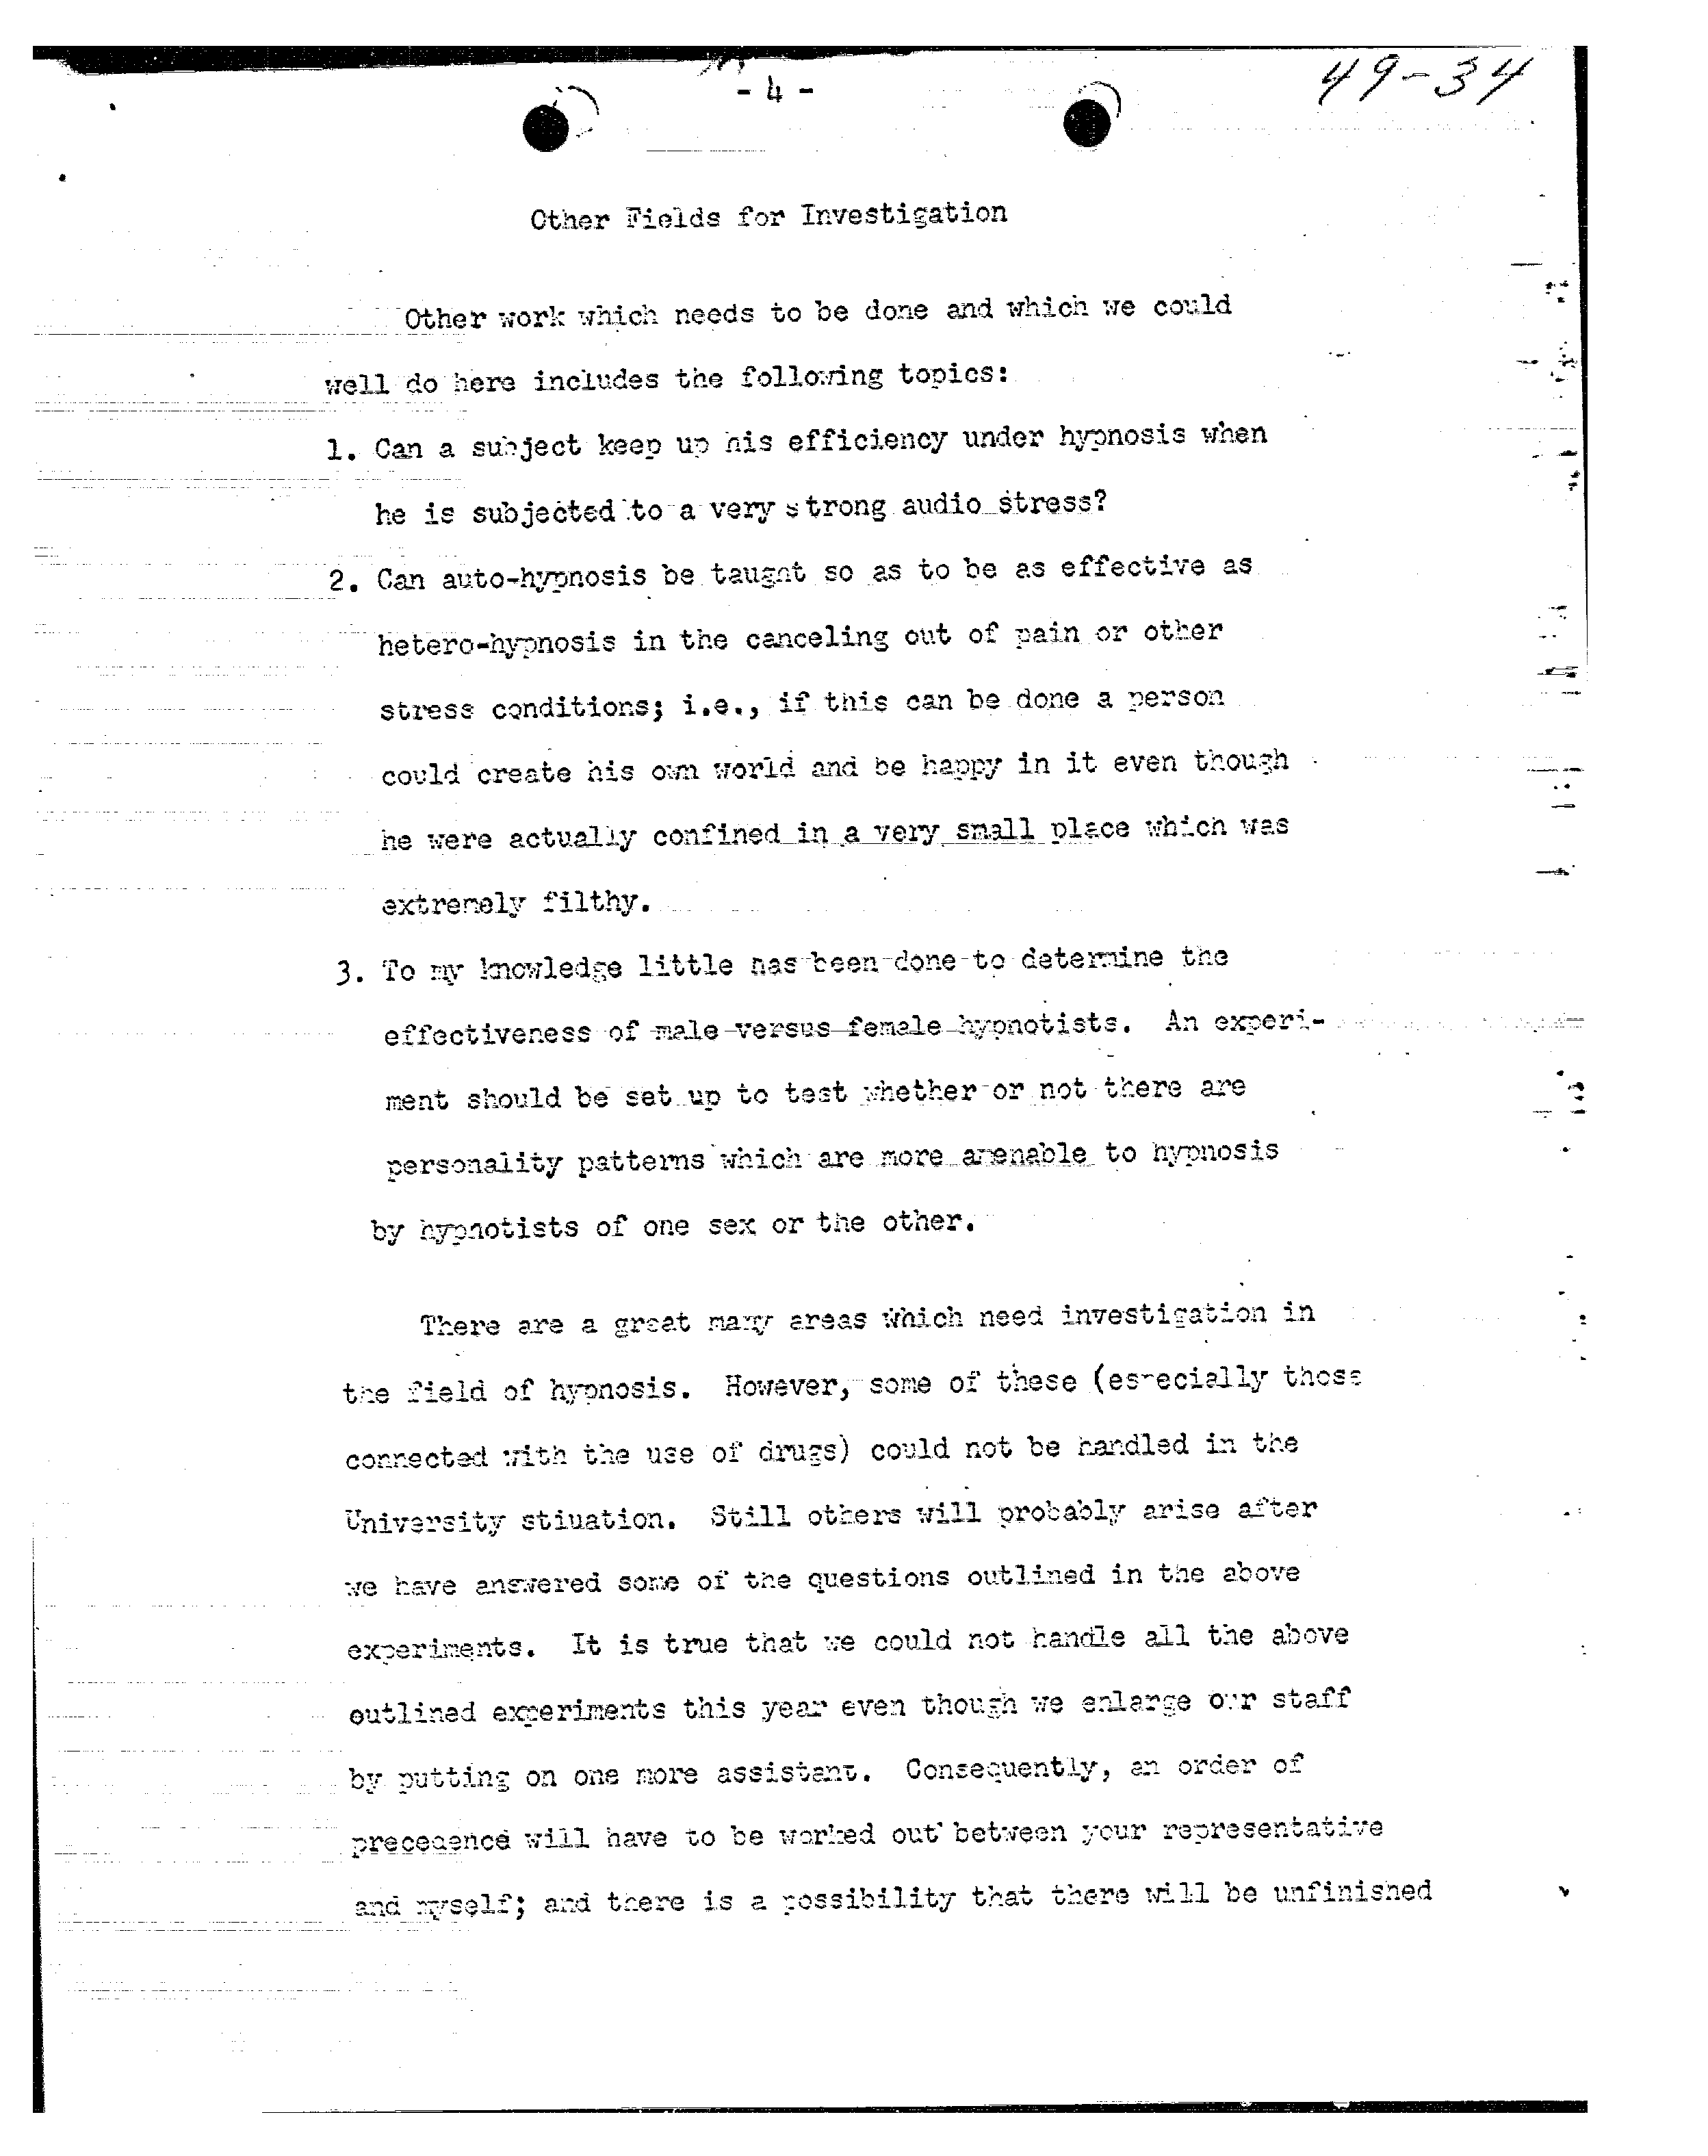 - 4 -
49-34
Other Fields for Investigation
Other work which needs to be done and which we could
well do here includes the following topics:
1. Can a subject keep up his efficiency under hypnosis when
he is subjected to a very strong audio stress?
2. Can auto-hypnosis be taught so as to be as effective as
hetero-hypnosis in the canceling out of pain or other
stress conditions; i.e., if this can be done a person
could create his own world and be happy in it even though
he were actually confined in a very small place which was
extremely filthy.
3. To my knowledge little has been done to determine the
effectiveness of male versus female hypnotists. An experi-
ment should be set up to test whether or not there are
personality patterns which are more amenable to hypnosis
by hypnotists of one sex or the other.
There are a great many areas which need investigation in
the field of hypnosis. However, some of these (especially those
connected with the use of drugs) could not be handled in the
University stiuation. Still others will probably arise after
we have answered some of the questions outlined in the above
experiments. It is true that we could not handle all the above
outlined experiments this year even though we enlarge our staff
by putting on one more assistant. Consequently, an order of
precedence will have to be worked out between your representative
and myself; and there is a possibility that there will be unfinished